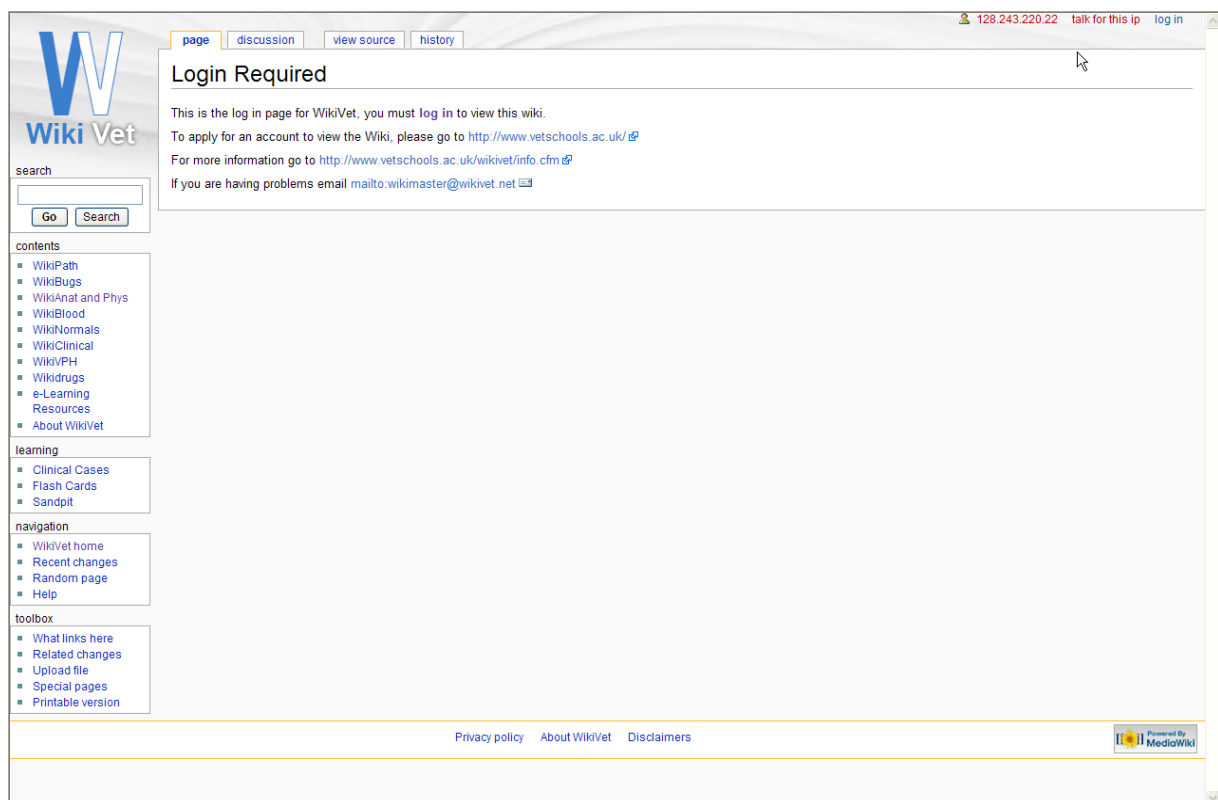 128.243.220.22 talk for this ip log in
Wiki Vet
page discussion view source history
Login Required
This is the log in page for WikiVet, you must log in to view this wiki.
To apply for an account to view the Wiki, please go to http://www.vetschools.ac.uk/
For more information go to http://www.vetschools.ac.uk/wikivet/info.cfm
If you are having problems email mailto:wikimaster@wikivet.net
search
Go Search
contents
WikiPath
WikiBugs
WikiAnat and Phys
WikiBlood
WikiNormals
WikiClinical
WikiVPH
Wikidrugs
e-Learning
Resources
About WikiVet
learning
Clinical Cases
Flash Cards
Sandpit
navigation
WikiVet home
Recent changes
Random page
Help
toolbox
What links here
Related changes
Upload file
Special pages
Printable version
Privacy policy About WikiVet Disclaimers
Powered By
MediaWiki